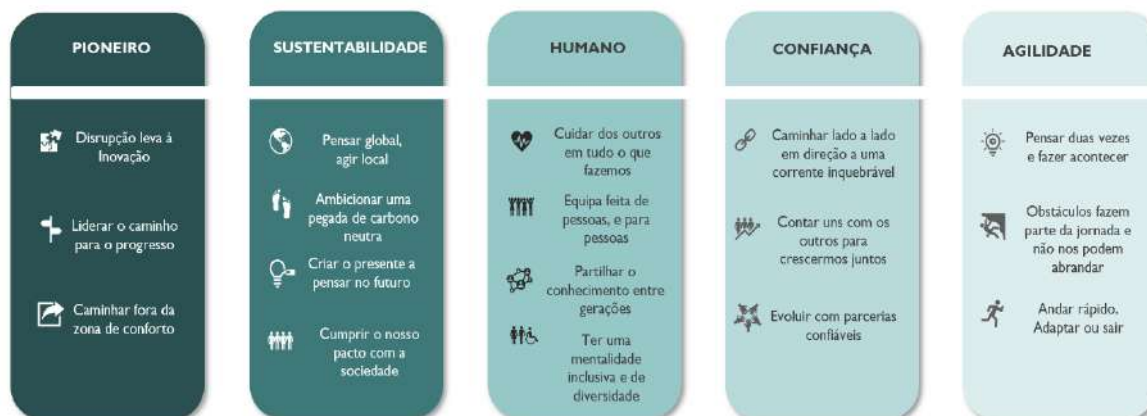 PIONEIRO
Disrupção leva à
Inovação
Liderar o caminho
para o progresso
Caminhar fora da
zona de conforto
SUSTENTABILIDADE
Pensar global,
agir local
Ambicionar uma
pegada de carbono
neutra
Criar o presente a
pensar no futuro
Cumprir o nosso
pacto com a
sociedade
HUMANO
Cuidar dos outros
em tudo o que
fazemos
Equipa feita de
pessoas, e para
pessoas
Partilhar o
conhecimento entre
gerações
Ter uma
mentalidade
inclusiva e de
diversidade
CONFIANÇA
Caminhar lado a lado
em direção a uma
corrente inquebrável
Contar uns com os
outros para
crescermos juntos
Evoluir com parcerias
confiáveis
AGILIDADE
Pensar duas vezes
e fazer acontecer
Obstáculos fazem
parte da jornada e
não nos podem
abrandar
Andar rápido,
Adaptar ou sair